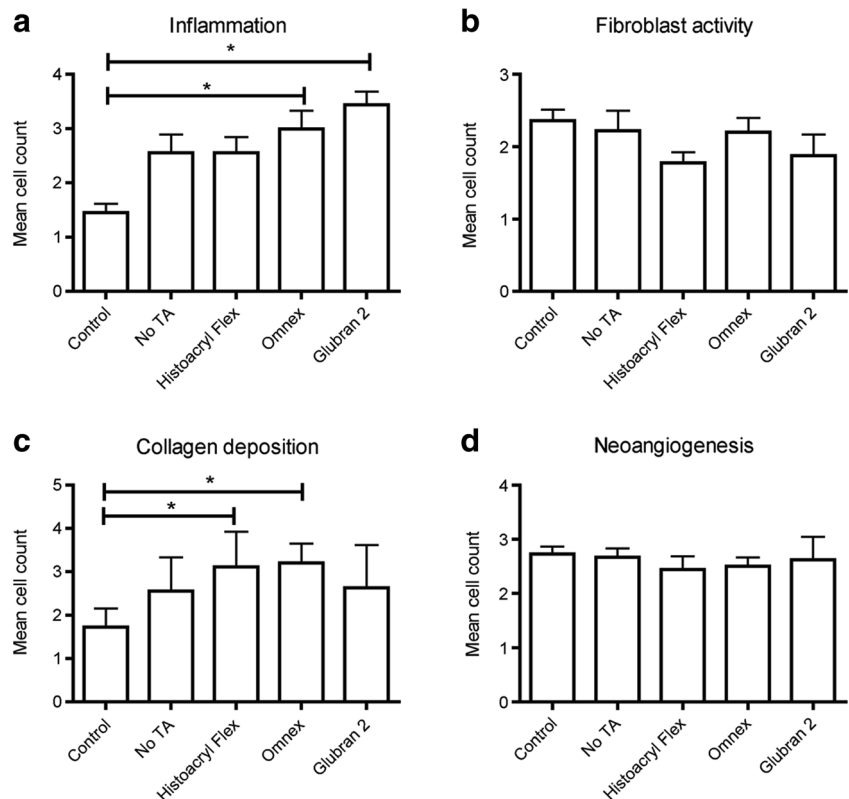 a
Inflammation
*
*
4
3
2
1
0
Mean cell count
Control
No TA
Histoacryl Flex
Omnex
Glubran 2
b
Fibroblast activity
3
2
1
0
Mean cell count
Control
No TA
Histoacryl Flex
Omnex
Glubran 2
c
Collagen deposition
*
*
5
4
3
2
1
0
Mean cell count
Control
No TA
Histoacryl Flex
Omnex
Glubran 2
d
Neoangiogenesis
4
3
2
1
0
Mean cell count
Control
No TA
Histoacryl Flex
Omnex
Glubran 2